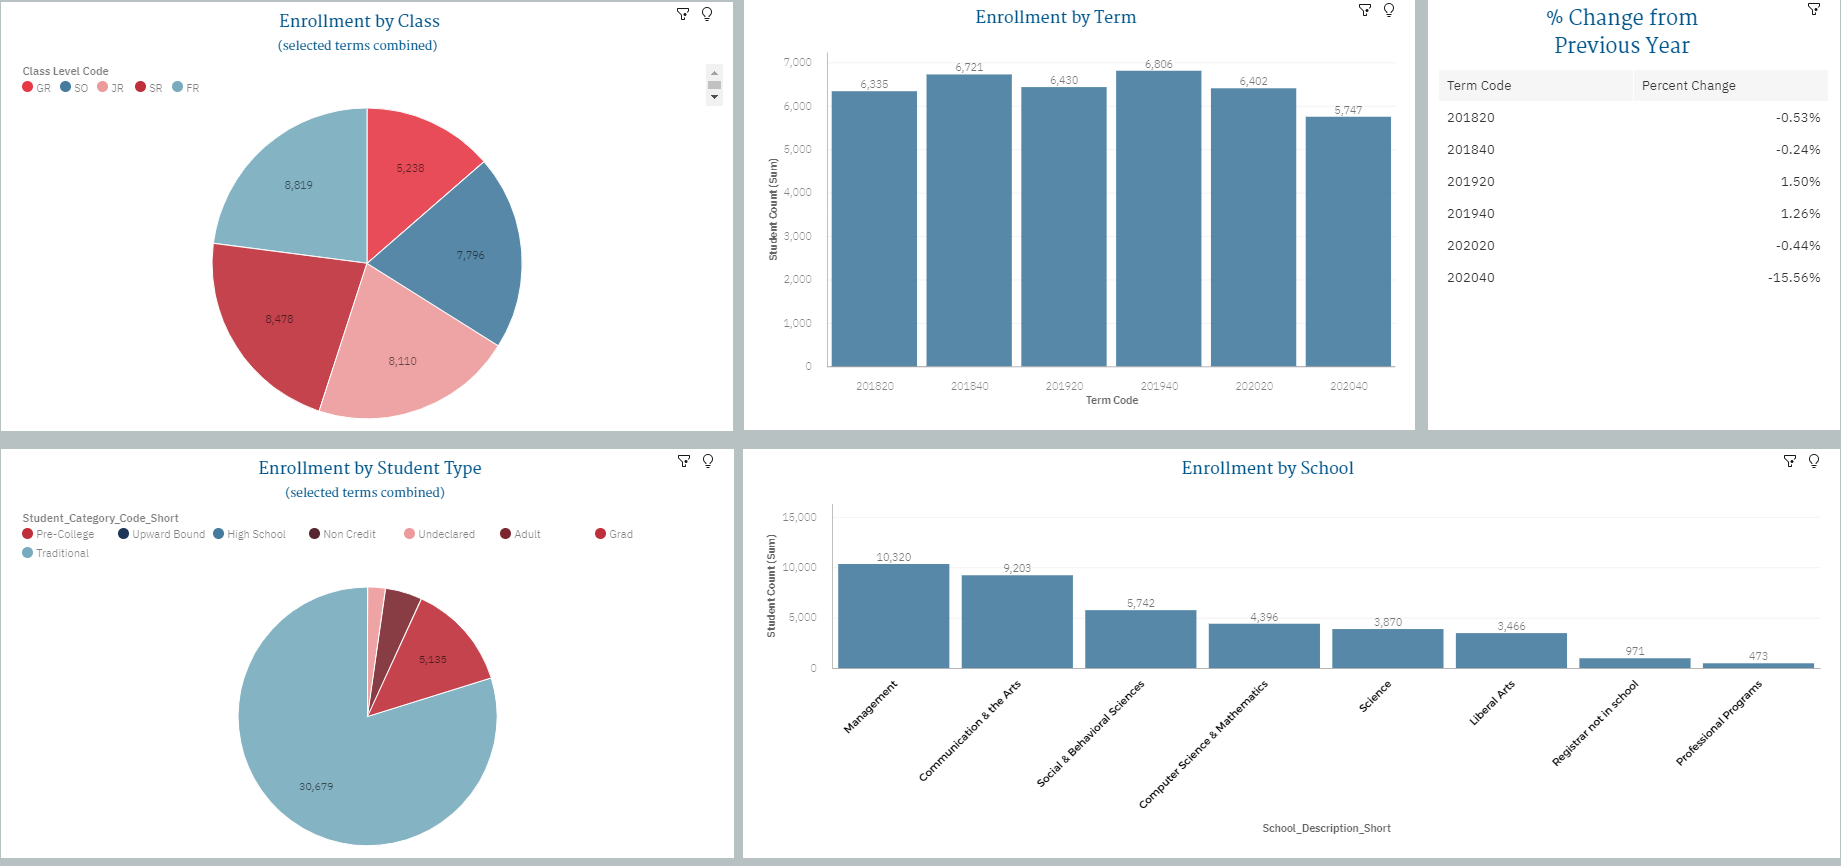 Enrollment by Class
(selected terms combined)
Class Level Code
GR SO JR SR FR
5,238
8,819
7,796
8,478
8,110
Enrollment by Term
Student Count (Sum)
7,000
6,000
5,000
4,000
3,000
2,000
1,000
0
6,335
6,721
6,430
6,806
6,402
5,747
201820 201840 201920 201940 202020 202040
Term Code
% Change from
Previous Year
Term Code Percent Change
201820 -0.53%
201840 -0.24%
201920 1.50%
201940 1.26%
202020 -0.44%
202040 -15.56%
Enrollment by Student Type
(selected terms combined)
Student_Category_Code_Short
Pre-College Upward Bound High School Non Credit Undeclared Adult Grad
Traditional
5,135
30,679
Enrollment by School
Student Count (Sum)
15,000
10,000
5,000
0
10,320
9,203
5,742
4,396
3,870
3,466
971
473
Management
Communication & the Arts
Social & Behavioral Sciences
Computer Science & Mathematics
Science
Liberal Arts
Registrar not in school
Professional Programs
School_Description_Short